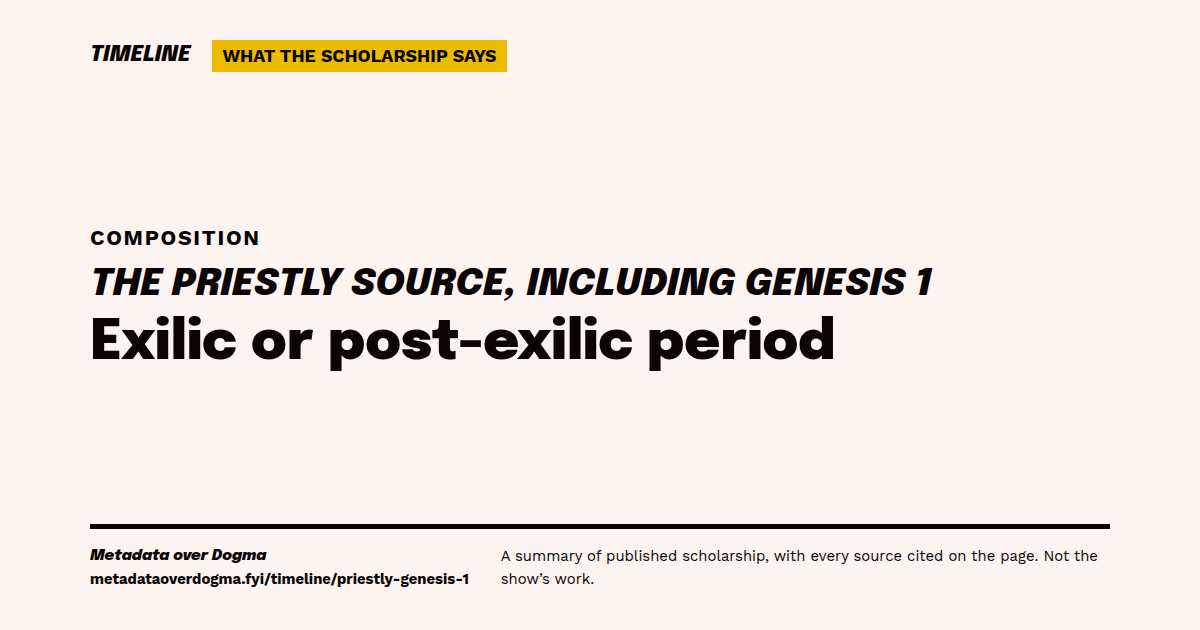 TIMELINE
WHAT THE SCHOLARSHIP SAYS
COMPOSITION
THE PRIESTLY SOURCE, INCLUDING GENESIS 1
Exilic or post-exilic period
Metadata over Dogma
metadataoverdogma.fyi/timeline/priestly-genesis-1
A summary of published scholarship, with every source cited on the page. Not the
show’s work.